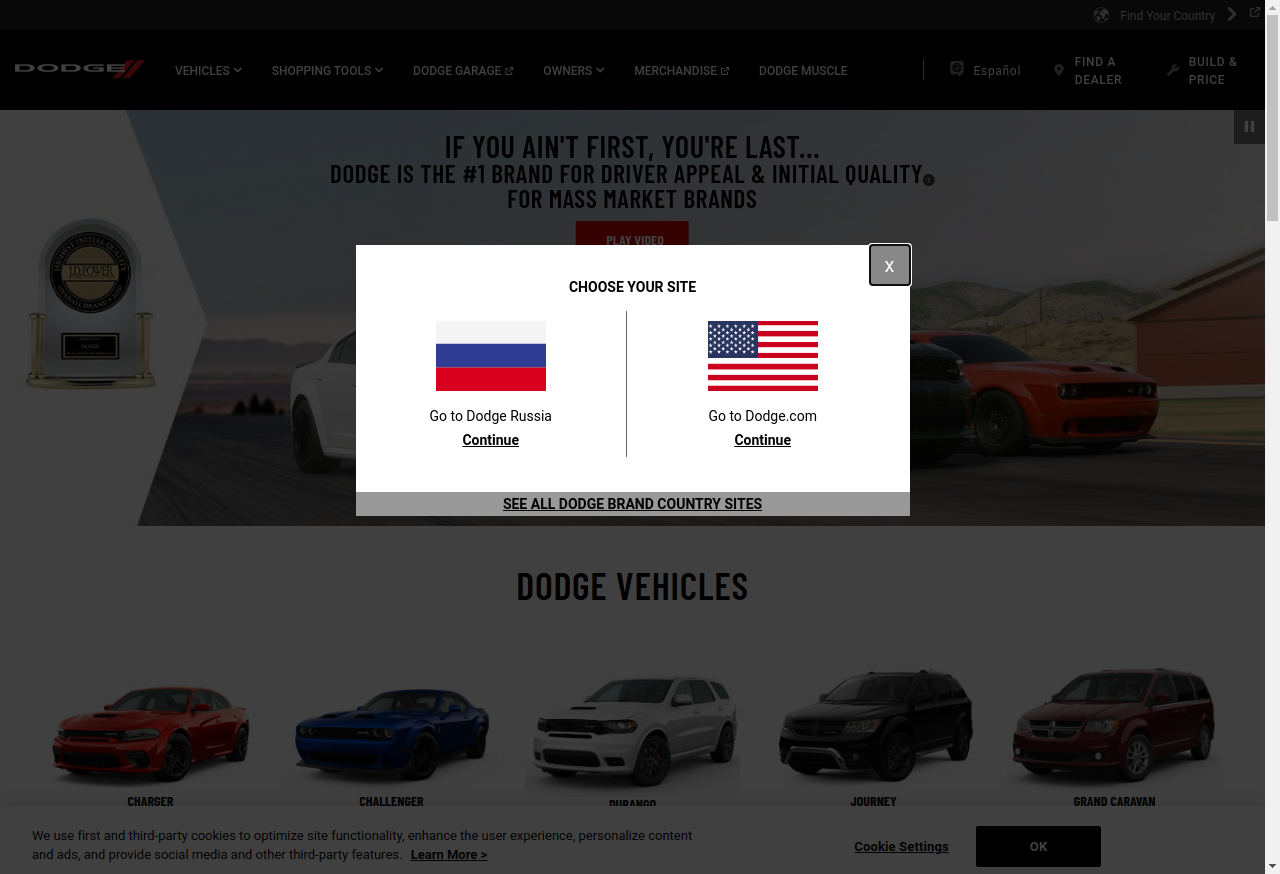 Find Your Country
DODGE
VEHICLES
SHOPPING TOOLS
DODGE GARAGE
OWNERS
MERCHANDISE
DODGE MUSCLE
Español
FIND A
DEALER
BUILD &
PRICE
IF YOU AIN'T FIRST, YOU'RE LAST...
DODGE IS THE #1 BRAND FOR DRIVER APPEAL & INITIAL QUALITY
FOR MASS MARKET BRANDS
PLAY VIDEO
HIGHEST INITIAL QUALITY
J.D. POWER
DODGE
X
CHOOSE YOUR SITE
Go to Dodge Russia
Continue
Go to Dodge.com
Continue
SEE ALL DODGE BRAND COUNTRY SITES
DODGE VEHICLES
CHARGER
CHALLENGER
DURANGO
JOURNEY
GRAND CARAVAN
We use first and third-party cookies to optimize site functionality, enhance the user experience, personalize content
and ads, and provide social media and other third-party features. Learn More >
Cookie Settings
OK